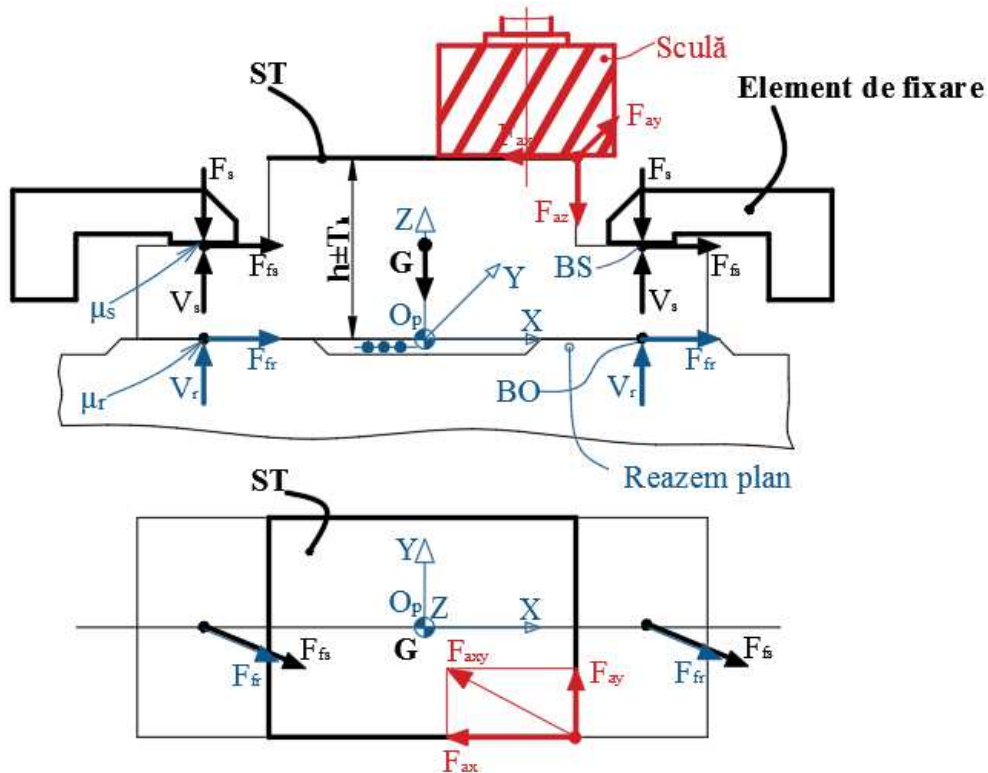 Sculă
ST
Element de fixare
Fay
Fax
Fs
Fs
Faz
Z
h±Th
Ffs
G
BS
Ffs
Y
μs
Vs
Vs
Op
X
Ffr
Ffr
BO
Vr
Vr
μr
Reazem plan
ST
Y
Op
Z
X
G
Ffs
Faxy
Ffs
Ffr
Fay
Ffr
Fax